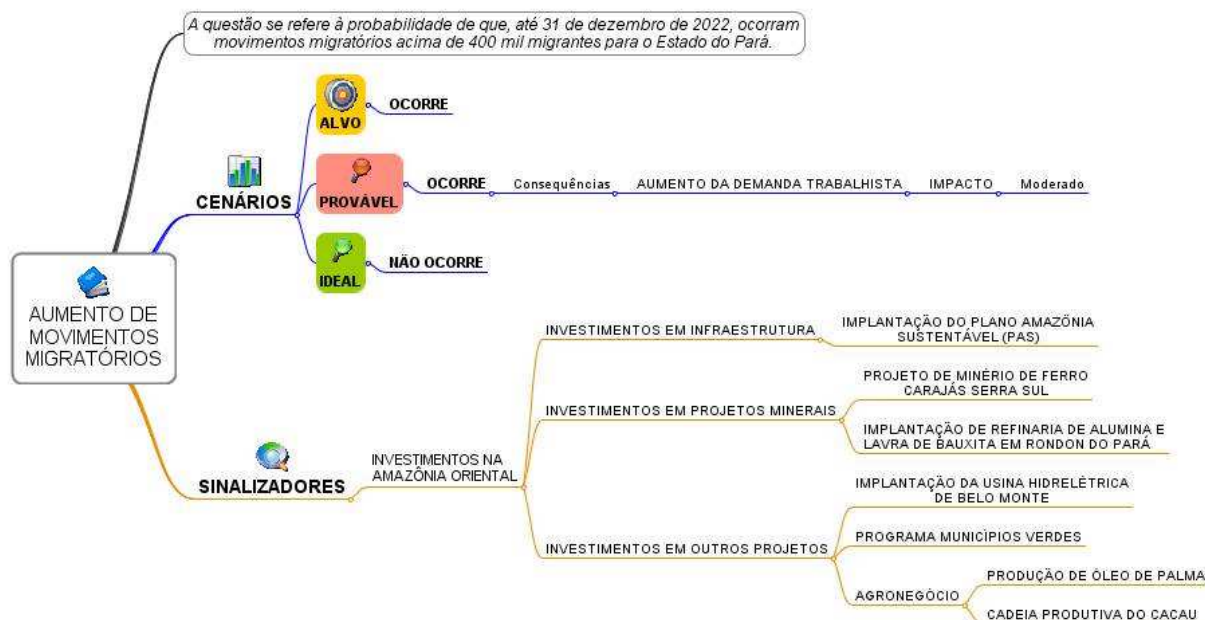 A questão se refere à probabilidade de que, até 31 de dezembro de 2022, ocorram
movimentos migratórios acima de 400 mil migrantes para o Estado do Pará.
AUMENTO DE
MOVIMENTOS
MIGRATÓRIOS
CENÁRIOS
ALVO
OCORRE
PROVÁVEL
OCORRE
Consequências
AUMENTO DA DEMANDA TRABALHISTA
IMPACTO
Moderado
IDEAL
NÃO OCORRE
SINALIZADORES
INVESTIMENTOS NA
AMAZÔNIA ORIENTAL
INVESTIMENTOS EM INFRAESTRUTURA
IMPLANTAÇÃO DO PLANO AMAZÔNIA
SUSTENTÁVEL (PAS)
INVESTIMENTOS EM PROJETOS MINERAIS
PROJETO DE MINÉRIO DE FERRO
CARAJÁS SERRA SUL
IMPLANTAÇÃO DE REFINARIA DE ALUMINA E
LAVRA DE BAUXITA EM RONDON DO PARÁ
INVESTIMENTOS EM OUTROS PROJETOS
IMPLANTAÇÃO DA USINA HIDRELÉTRICA
DE BELO MONTE
PROGRAMA MUNICÍPIOS VERDES
AGRONEGÓCIO
PRODUÇÃO DE ÓLEO DE PALMA
CADEIA PRODUTIVA DO CACAU